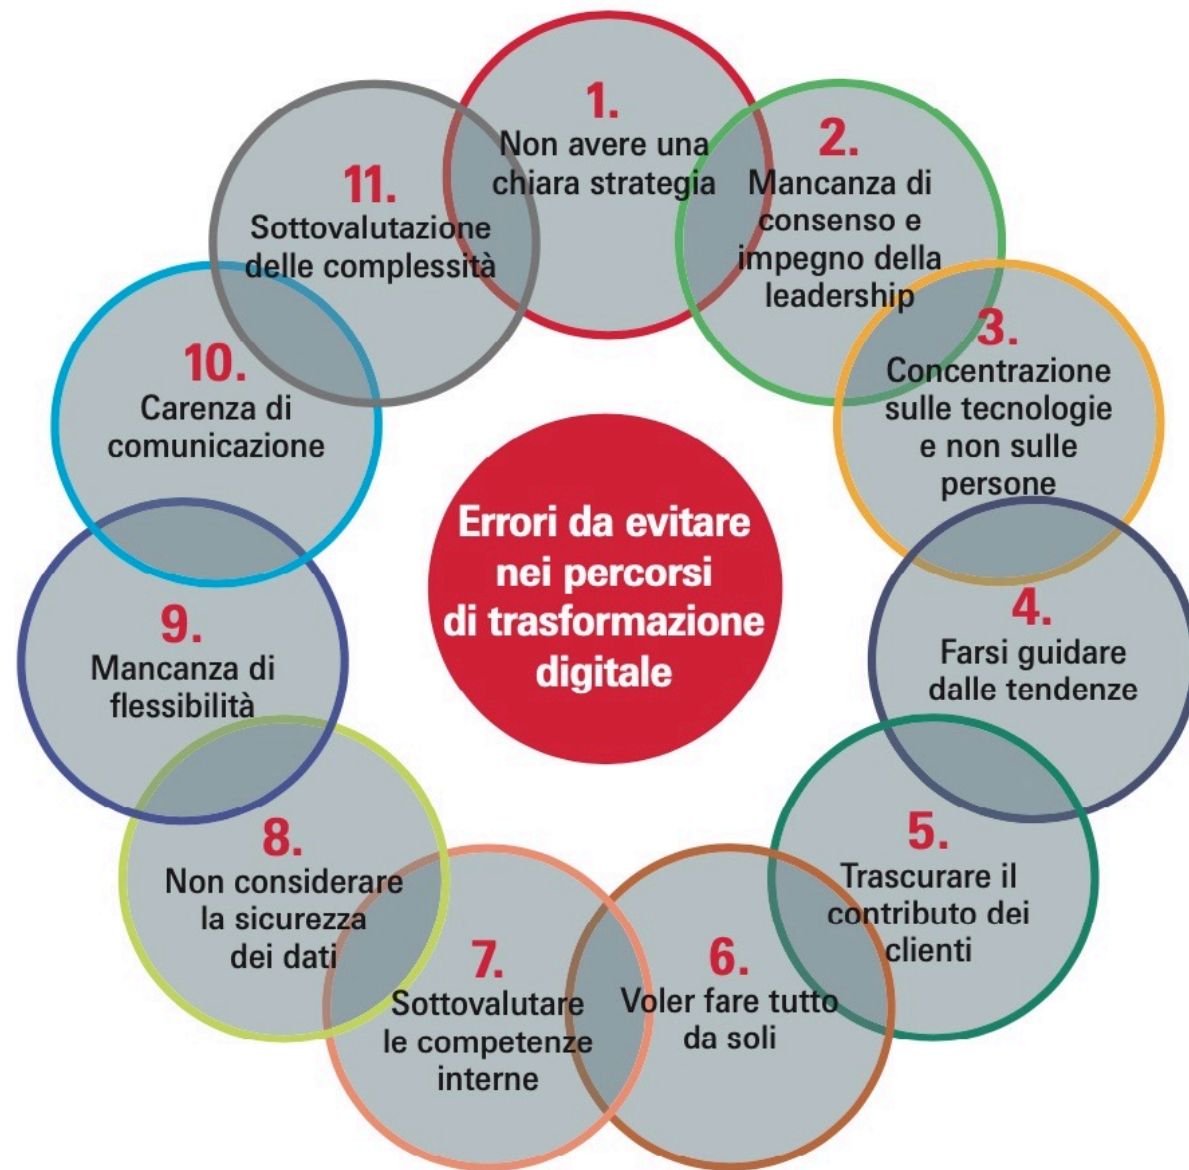 1.
Non avere una
chiara strategia
2.
Mancanza di
consenso e
impegno della
leadership
3.
Concentrazione
sulle tecnologie
e non sulle
persone
4.
Farsi guidare
dalle tendenze
5.
Trascurare il
contributo dei
clienti
6.
Voler fare tutto
da soli
7.
Sottovalutare
le competenze
interne
8.
Non considerare
la sicurezza
dei dati
9.
Mancanza di
flessibilità
10.
Carenza di
comunicazione
11.
Sottovalutazione
delle complessità
Errori da evitare
nei percorsi
di trasformazione
digitale